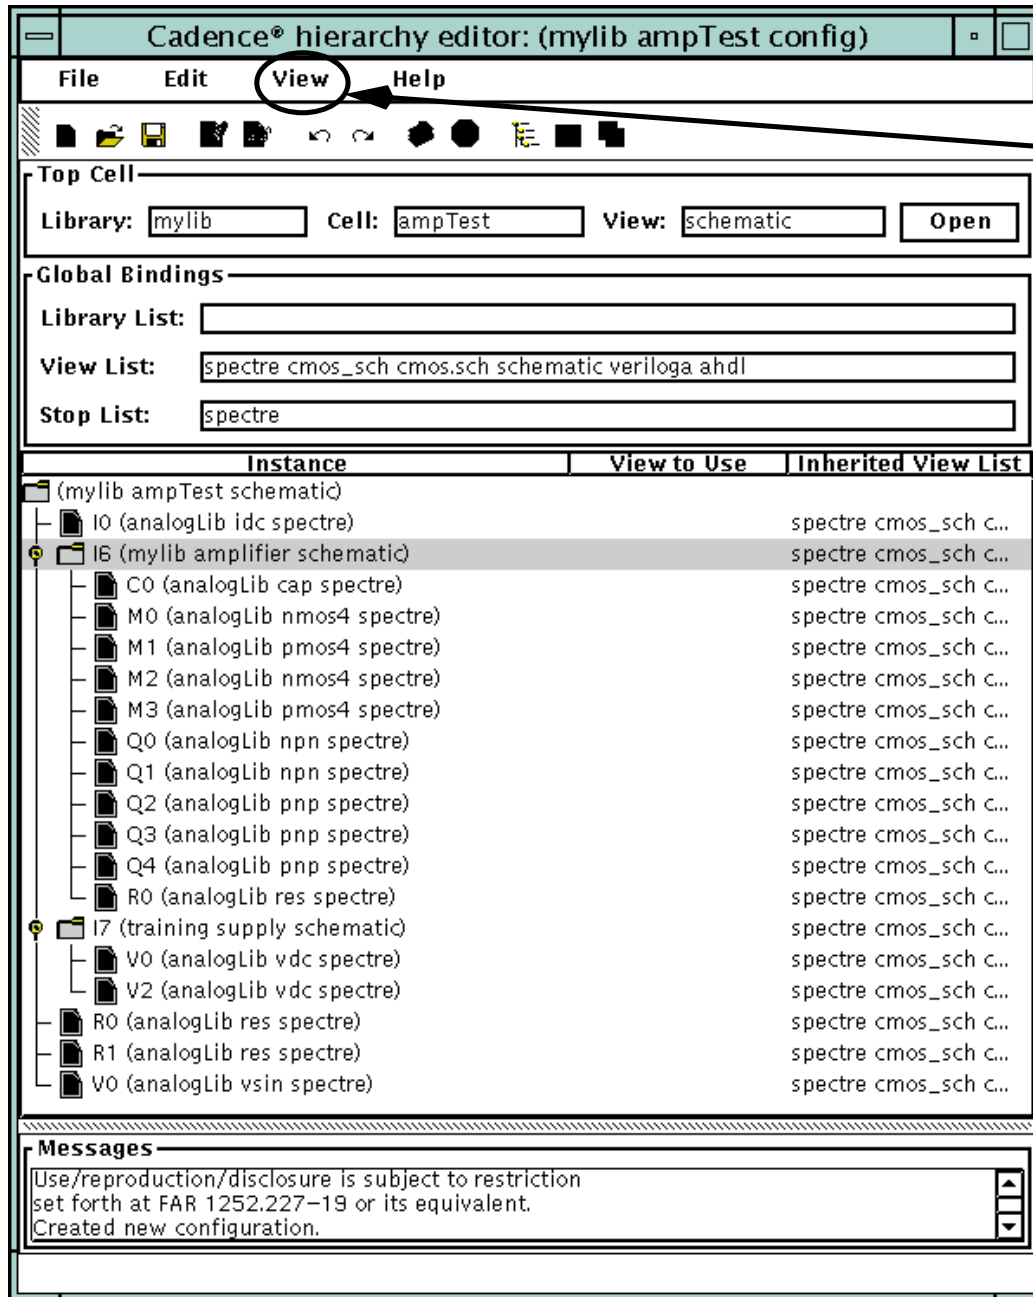 Cadence® hierarchy editor: (mylib ampTest config)
File Edit View Help
Top Cell
Library: mylib Cell: ampTest View: schematic Open
Global Bindings
Library List:
View List: spectre cmos_sch cmos.sch schematic veriloga ahdl
Stop List: spectre
Instance View to Use Inherited View List
(mylib ampTest schematic)
I0 (analogLib idc spectre) spectre cmos_sch c...
I6 (mylib amplifier schematic) spectre cmos_sch c...
C0 (analogLib cap spectre) spectre cmos_sch c...
M0 (analogLib nmos4 spectre) spectre cmos_sch c...
M1 (analogLib pmos4 spectre) spectre cmos_sch c...
M2 (analogLib nmos4 spectre) spectre cmos_sch c...
M3 (analogLib pmos4 spectre) spectre cmos_sch c...
Q0 (analogLib npn spectre) spectre cmos_sch c...
Q1 (analogLib npn spectre) spectre cmos_sch c...
Q2 (analogLib pnp spectre) spectre cmos_sch c...
Q3 (analogLib pnp spectre) spectre cmos_sch c...
Q4 (analogLib pnp spectre) spectre cmos_sch c...
R0 (analogLib res spectre) spectre cmos_sch c...
I7 (training supply schematic) spectre cmos_sch c...
V0 (analogLib vdc spectre) spectre cmos_sch c...
V2 (analogLib vdc spectre) spectre cmos_sch c...
R0 (analogLib res spectre) spectre cmos_sch c...
R1 (analogLib res spectre) spectre cmos_sch c...
V0 (analogLib vsin spectre) spectre cmos_sch c...
Messages
Use/reproduction/disclosure is subject to restriction
set forth at FAR 1252.227-19 or its equivalent.
Created new configuration.